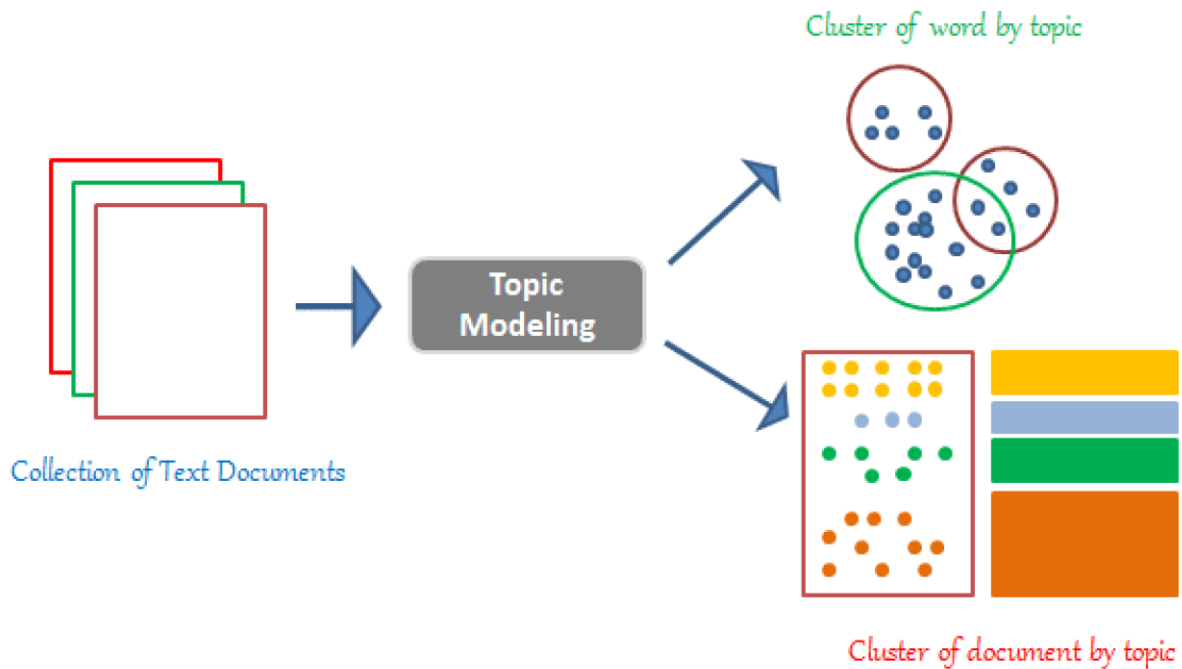 Cluster of word by topic
Topic
Modeling
Collection of Text Documents
Cluster of document by topic